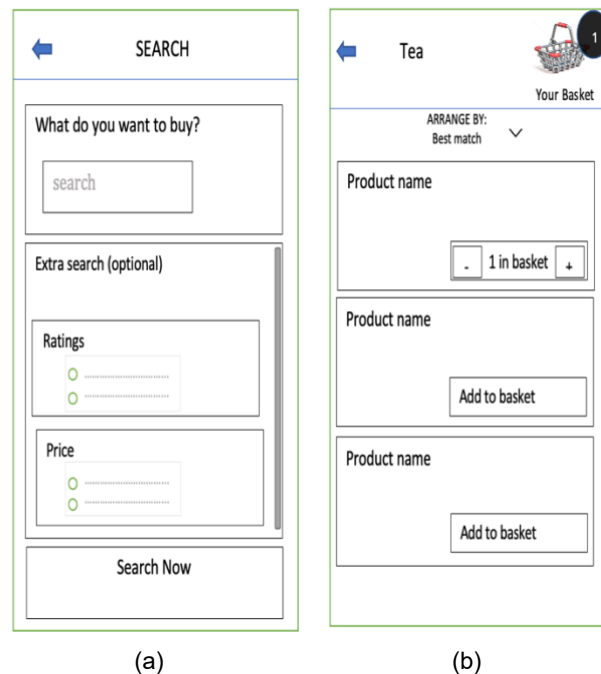 SEARCH
What do you want to buy?
search
Extra search (optional)
Ratings
Price
Search Now
(a)
Tea
1
Your Basket
ARRANGE BY:
Best match
Product name
- 1 in basket +
Product name
Add to basket
Product name
Add to basket
(b)